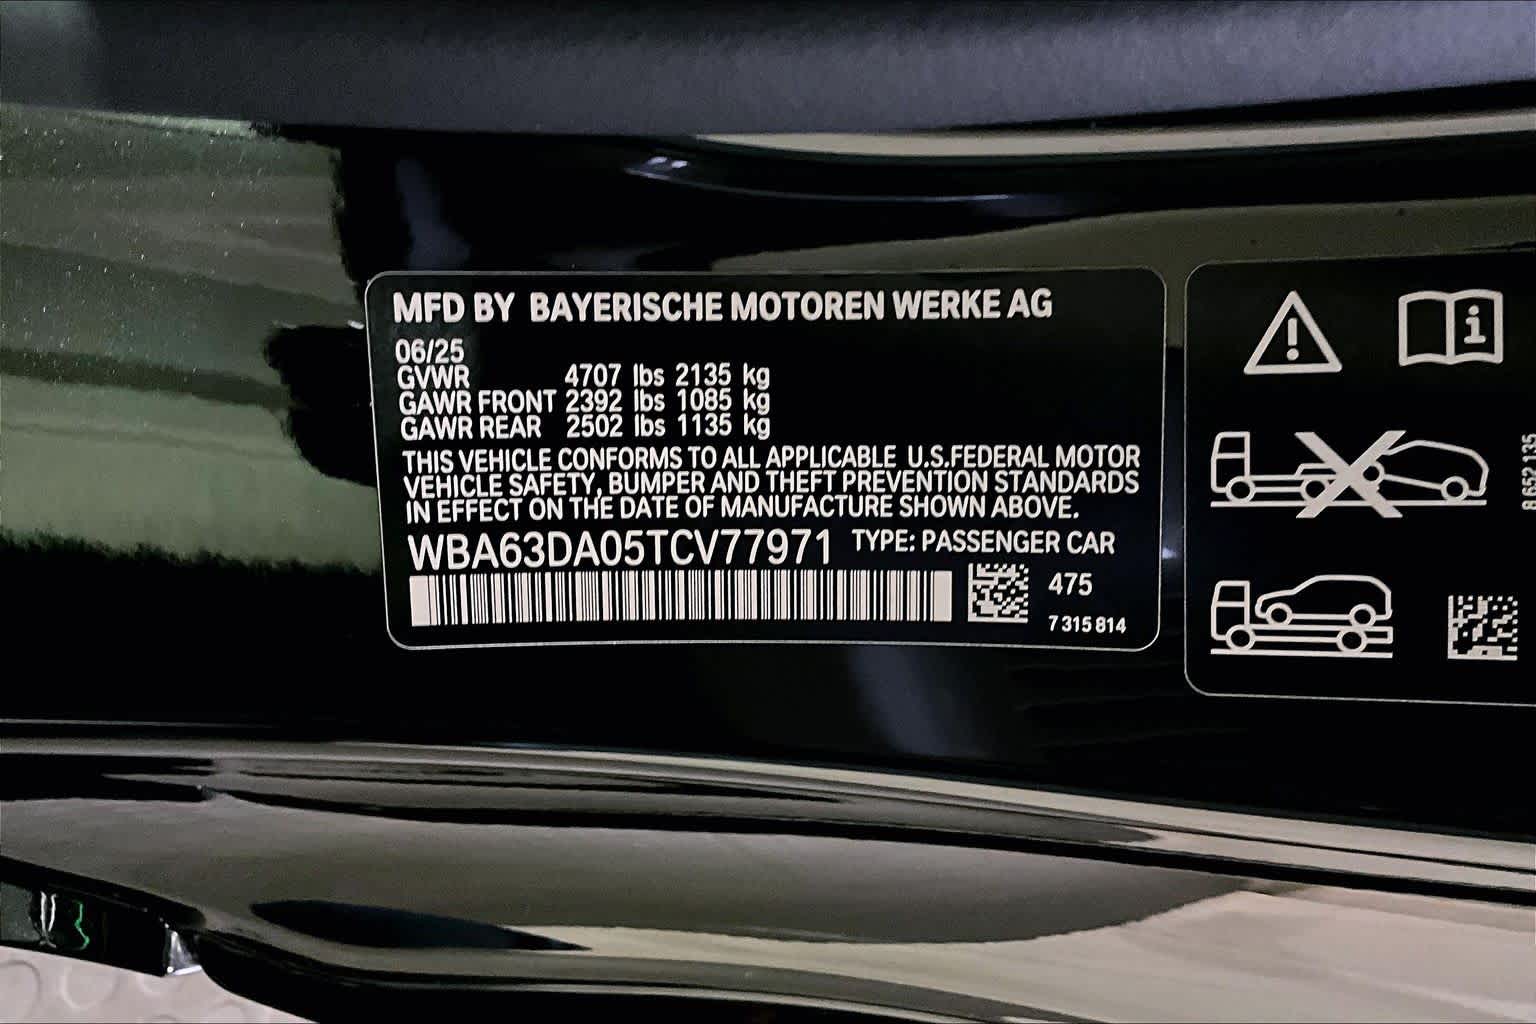 MFD BY BAYERISCHE MOTOREN WERKE AG
06/25
GVWR 4707 lbs 2135 kg
GAWR FRONT 2392 lbs 1085 kg
GAWR REAR 2502 lbs 1135 kg
THIS VEHICLE CONFORMS TO ALL APPLICABLE U.S.FEDERAL MOTOR
VEHICLE SAFETY, BUMPER AND THEFT PREVENTION STANDARDS
IN EFFECT ON THE DATE OF MANUFACTURE SHOWN ABOVE.
WBA63DA05TCV77971 TYPE: PASSENGER CAR
475
7 315 814
8 652 135